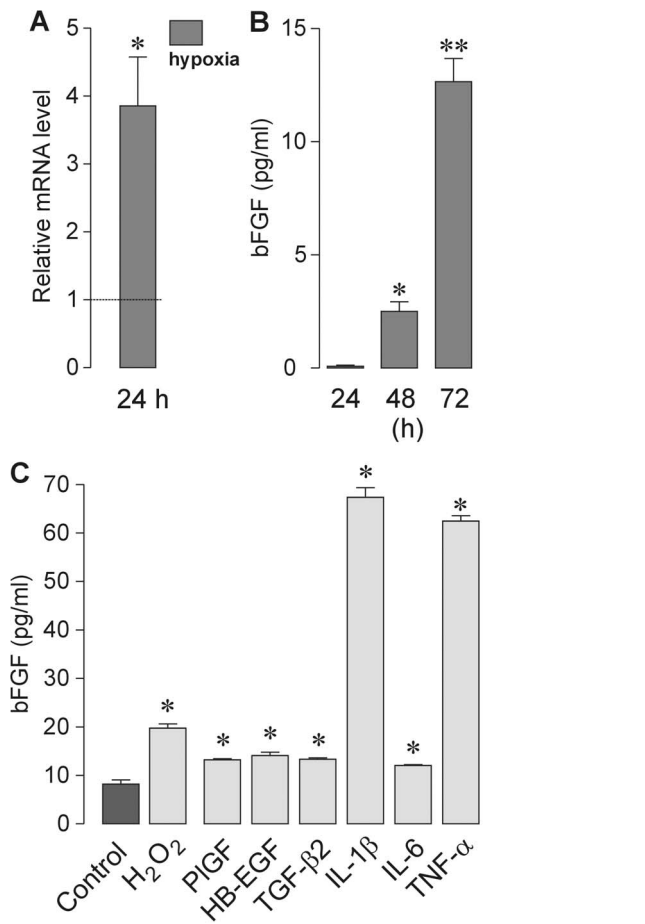 A
Relative mRNA level
5
4
3
2
1
0
*
hypoxia
24 h
B
bFGF (pg/ml)
15
10
5
0
*
**
24 48 72
(h)
C
bFGF (pg/ml)
70
60
50
40
30
20
10
0
* * * * * * *
Control
H₂O₂
PlGF
HB-EGF
TGF-β2
IL-1β
IL-6
TNF-α